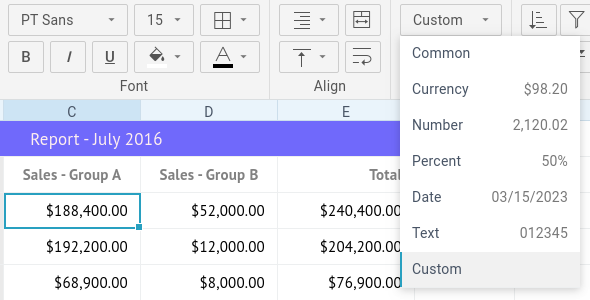 PT Sans 15 Custom
B I U A
Font Align
Common
Currency $98.20
Number 2,120.02
Percent 50%
Date 03/15/2023
Text 012345
Custom
C D E
Report - July 2016
Sales - Group A Sales - Group B Total
$188,400.00 $52,000.00 $240,400.00
$192,200.00 $12,000.00 $204,200.00
$68,900.00 $8,000.00 $76,900.00